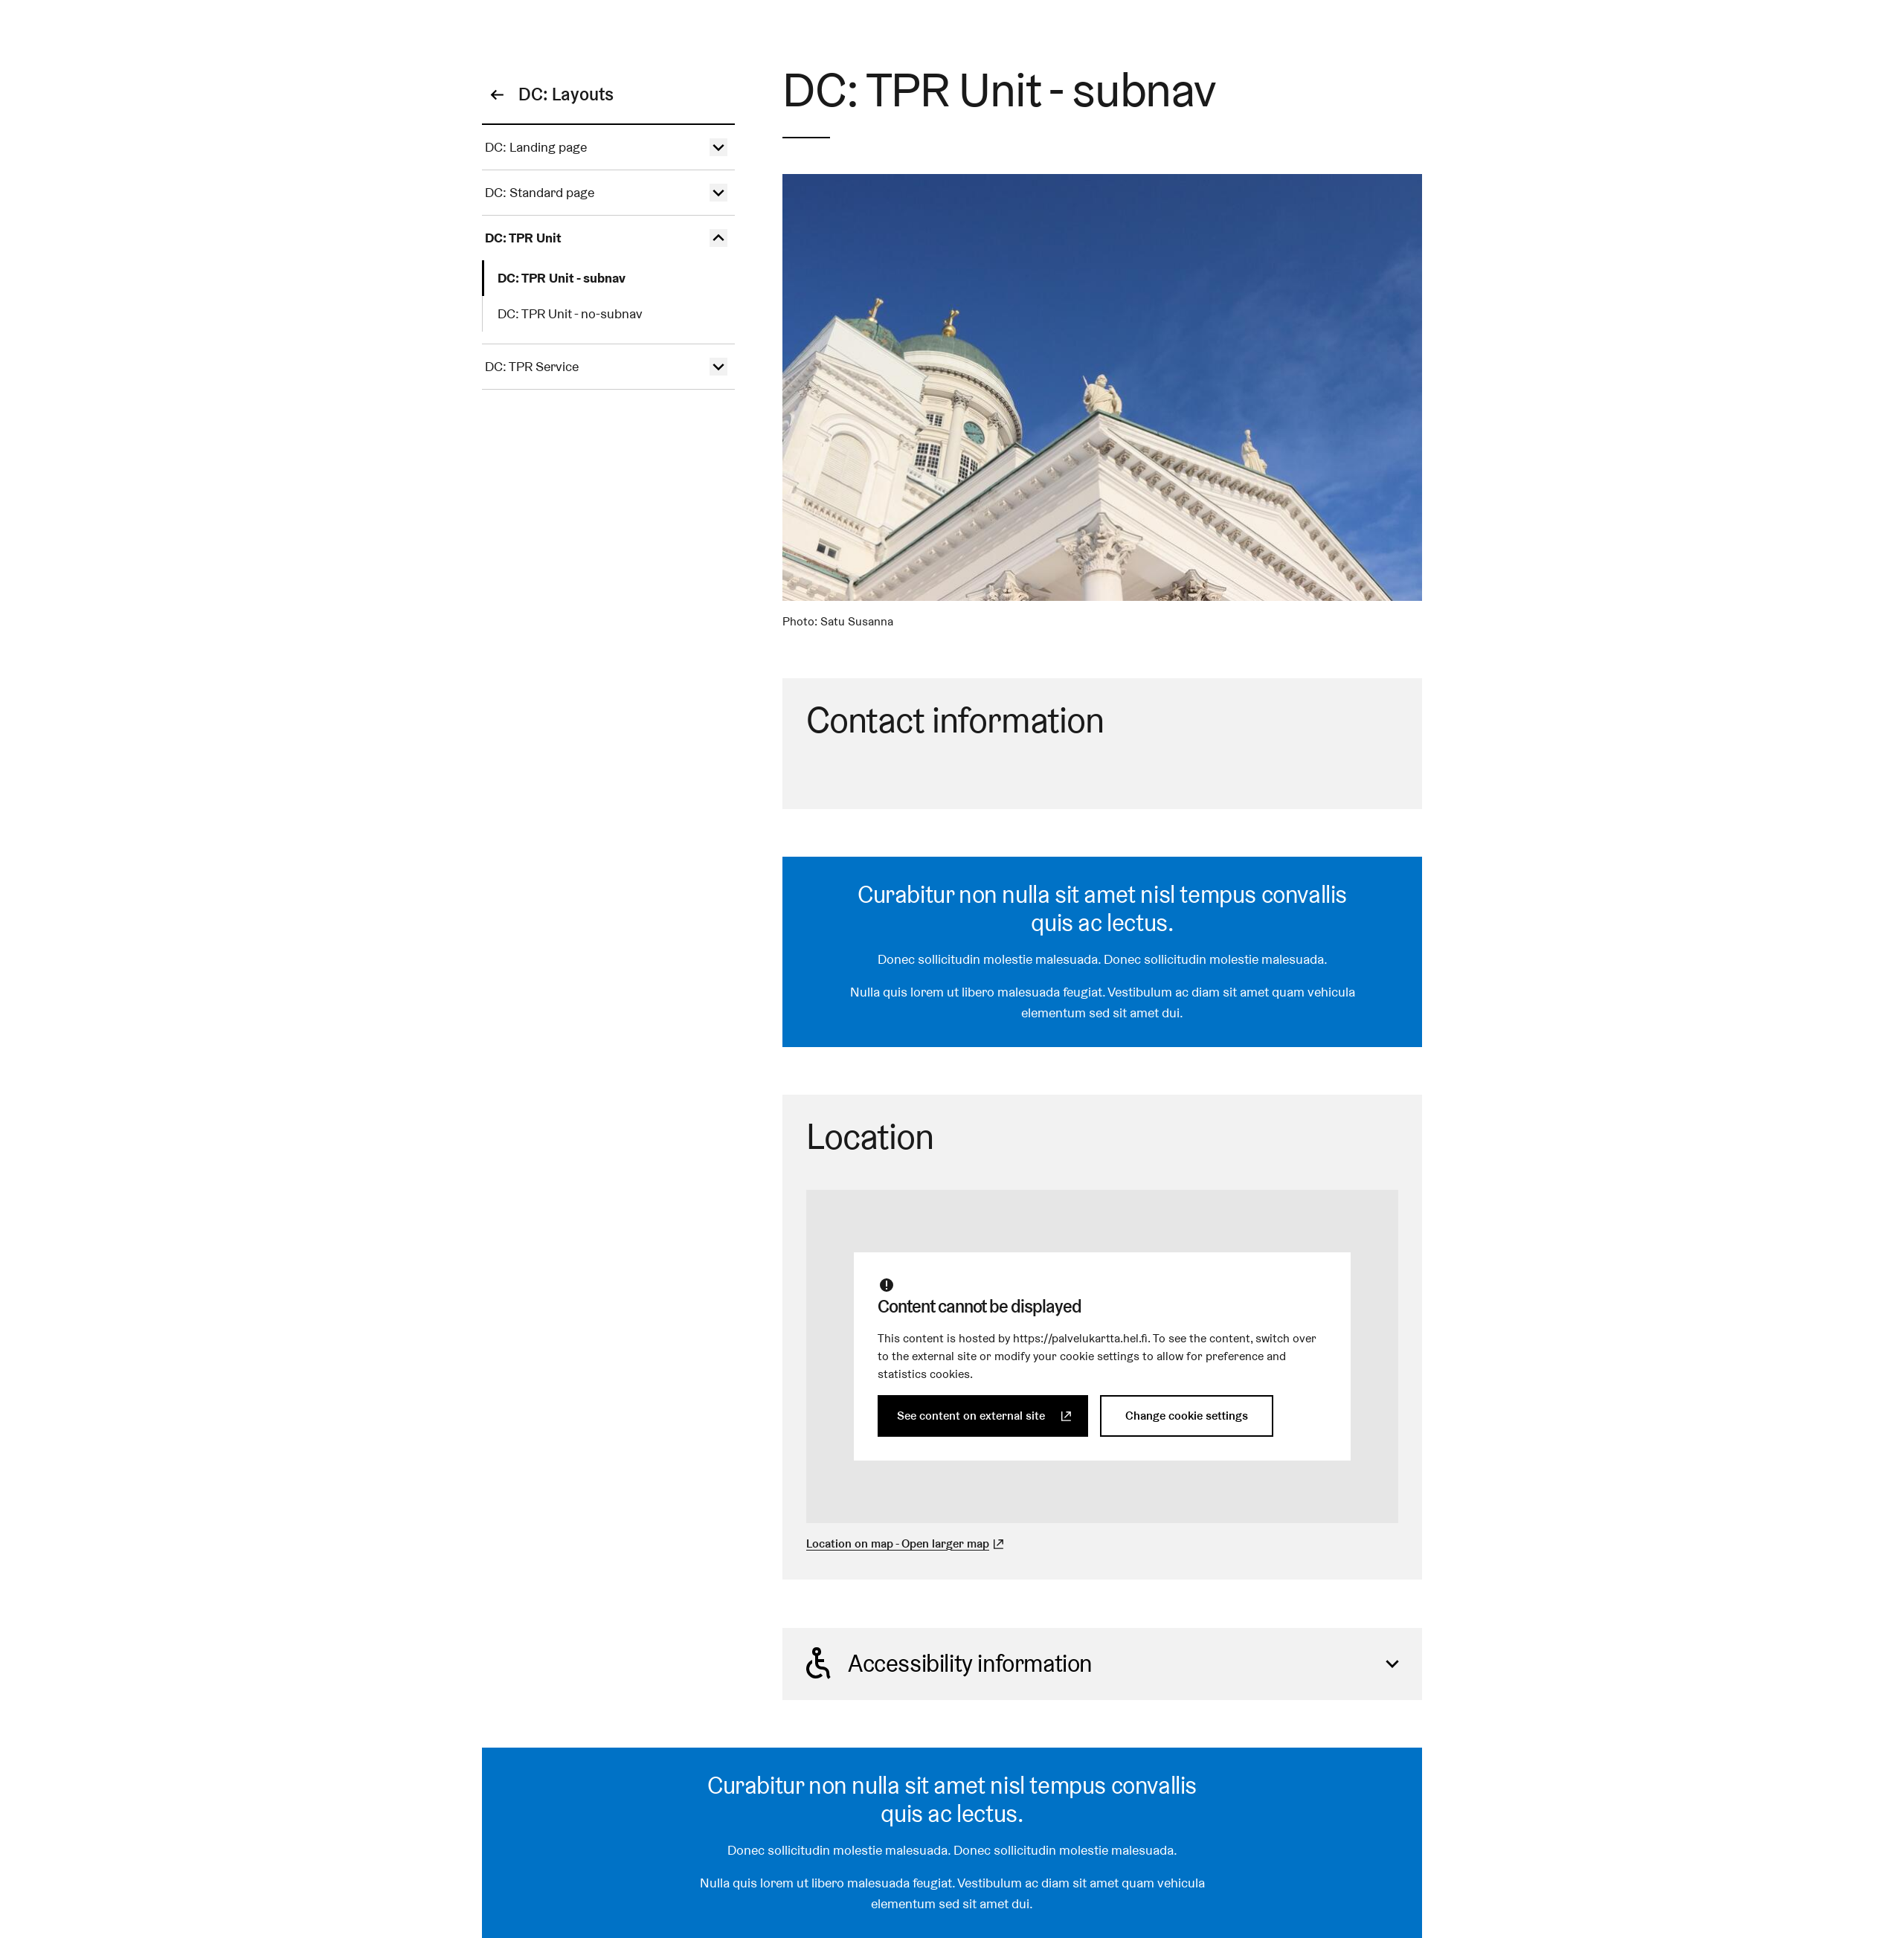 DC: Layouts
DC: Landing page
DC: Standard page
DC: TPR Unit
DC: TPR Unit - subnav
DC: TPR Unit - no-subnav
DC: TPR Service
DC: TPR Unit - subnav
Photo: Satu Susanna
Contact information
Curabitur non nulla sit amet nisl tempus convallis
quis ac lectus.
Donec sollicitudin molestie malesuada. Donec sollicitudin molestie malesuada.
Nulla quis lorem ut libero malesuada feugiat. Vestibulum ac diam sit amet quam vehicula
elementum sed sit amet dui.
Location
Content cannot be displayed
This content is hosted by https://palvelukartta.hel.fi. To see the content, switch over
to the external site or modify your cookie settings to allow for preference and
statistics cookies.
See content on external site
Change cookie settings
Location on map - Open larger map
Accessibility information
Curabitur non nulla sit amet nisl tempus convallis
quis ac lectus.
Donec sollicitudin molestie malesuada. Donec sollicitudin molestie malesuada.
Nulla quis lorem ut libero malesuada feugiat. Vestibulum ac diam sit amet quam vehicula
elementum sed sit amet dui.